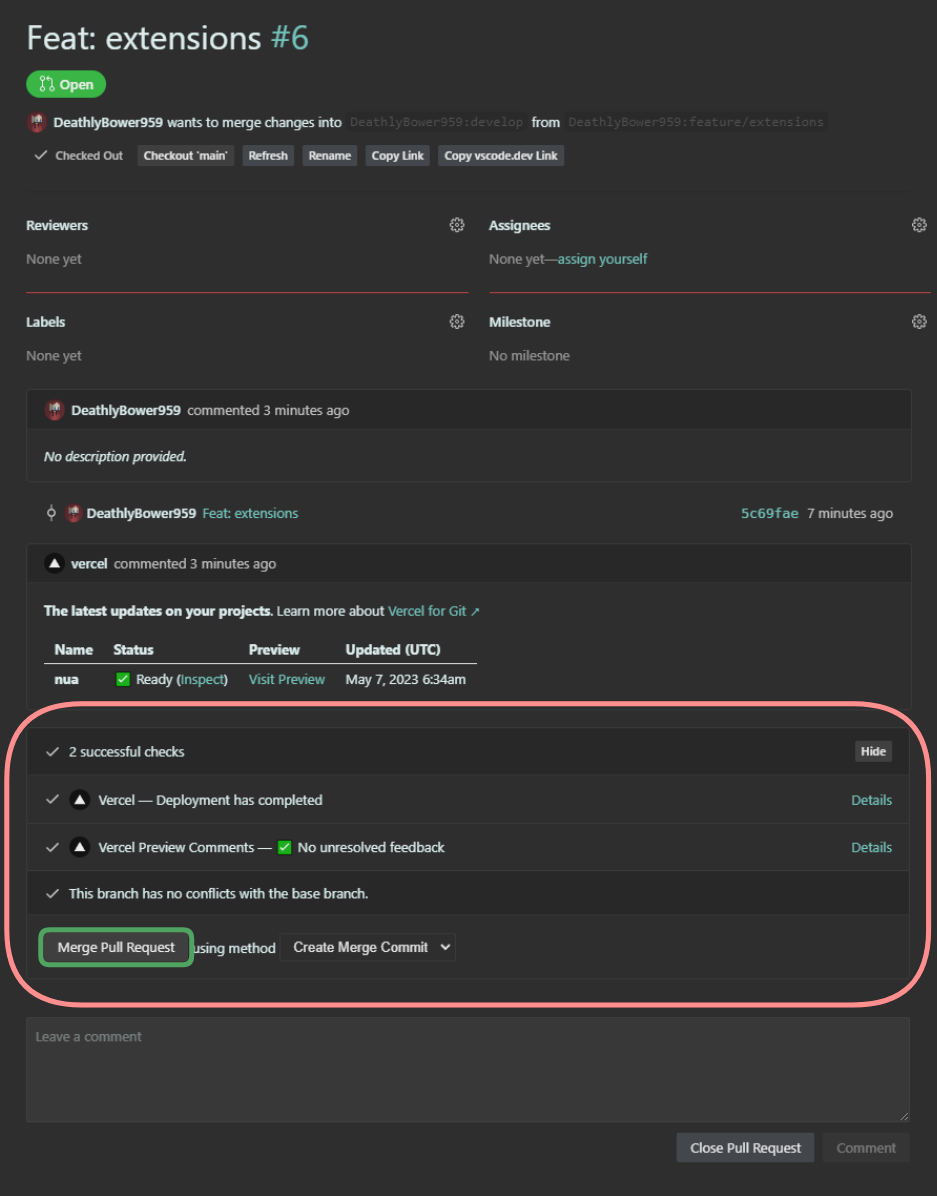 Feat: extensions #6
Open
DeathlyBower959 wants to merge changes into DeathlyBower959:develop from DeathlyBower959:feature/extensions
Checked Out Checkout 'main' Refresh Rename Copy Link Copy vscode.dev Link
Reviewers
None yet
Assignees
None yet—assign yourself
Labels
None yet
Milestone
No milestone
DeathlyBower959 commented 3 minutes ago
No description provided.
DeathlyBower959 Feat: extensions 5c69fae 7 minutes ago
vercel commented 3 minutes ago
The latest updates on your projects. Learn more about Vercel for Git ↗
Name Status Preview Updated (UTC)
nua ✅ Ready (Inspect) Visit Preview May 7, 2023 6:34am
2 successful checks Hide
Vercel — Deployment has completed Details
Vercel Preview Comments — ✅ No unresolved feedback Details
This branch has no conflicts with the base branch.
Merge Pull Request using method Create Merge Commit
Leave a comment
Close Pull Request Comment